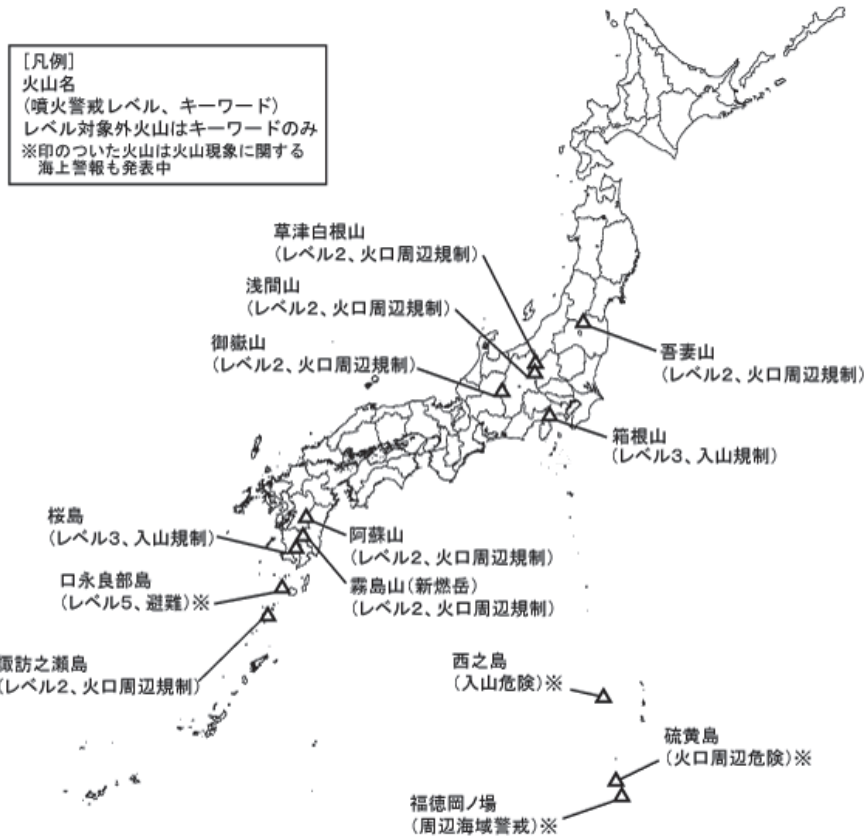 [凡例]
火山名
(噴火警戒レベル、キーワード)
レベル対象外火山はキーワードのみ
※印のついた火山は火山現象に関する
海上警報も発表中
草津白根山
(レベル2、火口周辺規制)
浅間山
(レベル2、火口周辺規制)
御嶽山
(レベル2、火口周辺規制)
吾妻山
(レベル2、火口周辺規制)
箱根山
(レベル3、入山規制)
桜島
(レベル3、入山規制)
阿蘇山
(レベル2、火口周辺規制)
口永良部島
(レベル5、避難)※
霧島山(新燃岳)
(レベル2、火口周辺規制)
諏訪之瀬島
(レベル2、火口周辺規制)
西之島
(入山危険)※
硫黄島
(火口周辺危険)※
福徳岡ノ場
(周辺海域警戒)※